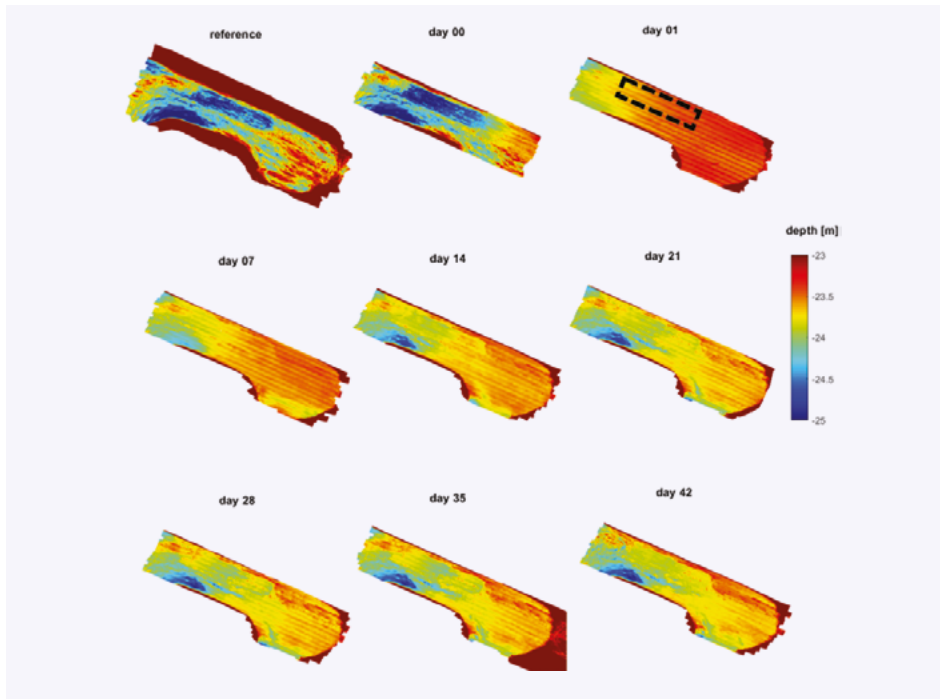 reference
day 00
day 01
day 07
day 14
day 21
depth [m]
-23
-23.5
-24
-24.5
-25
day 28
day 35
day 42